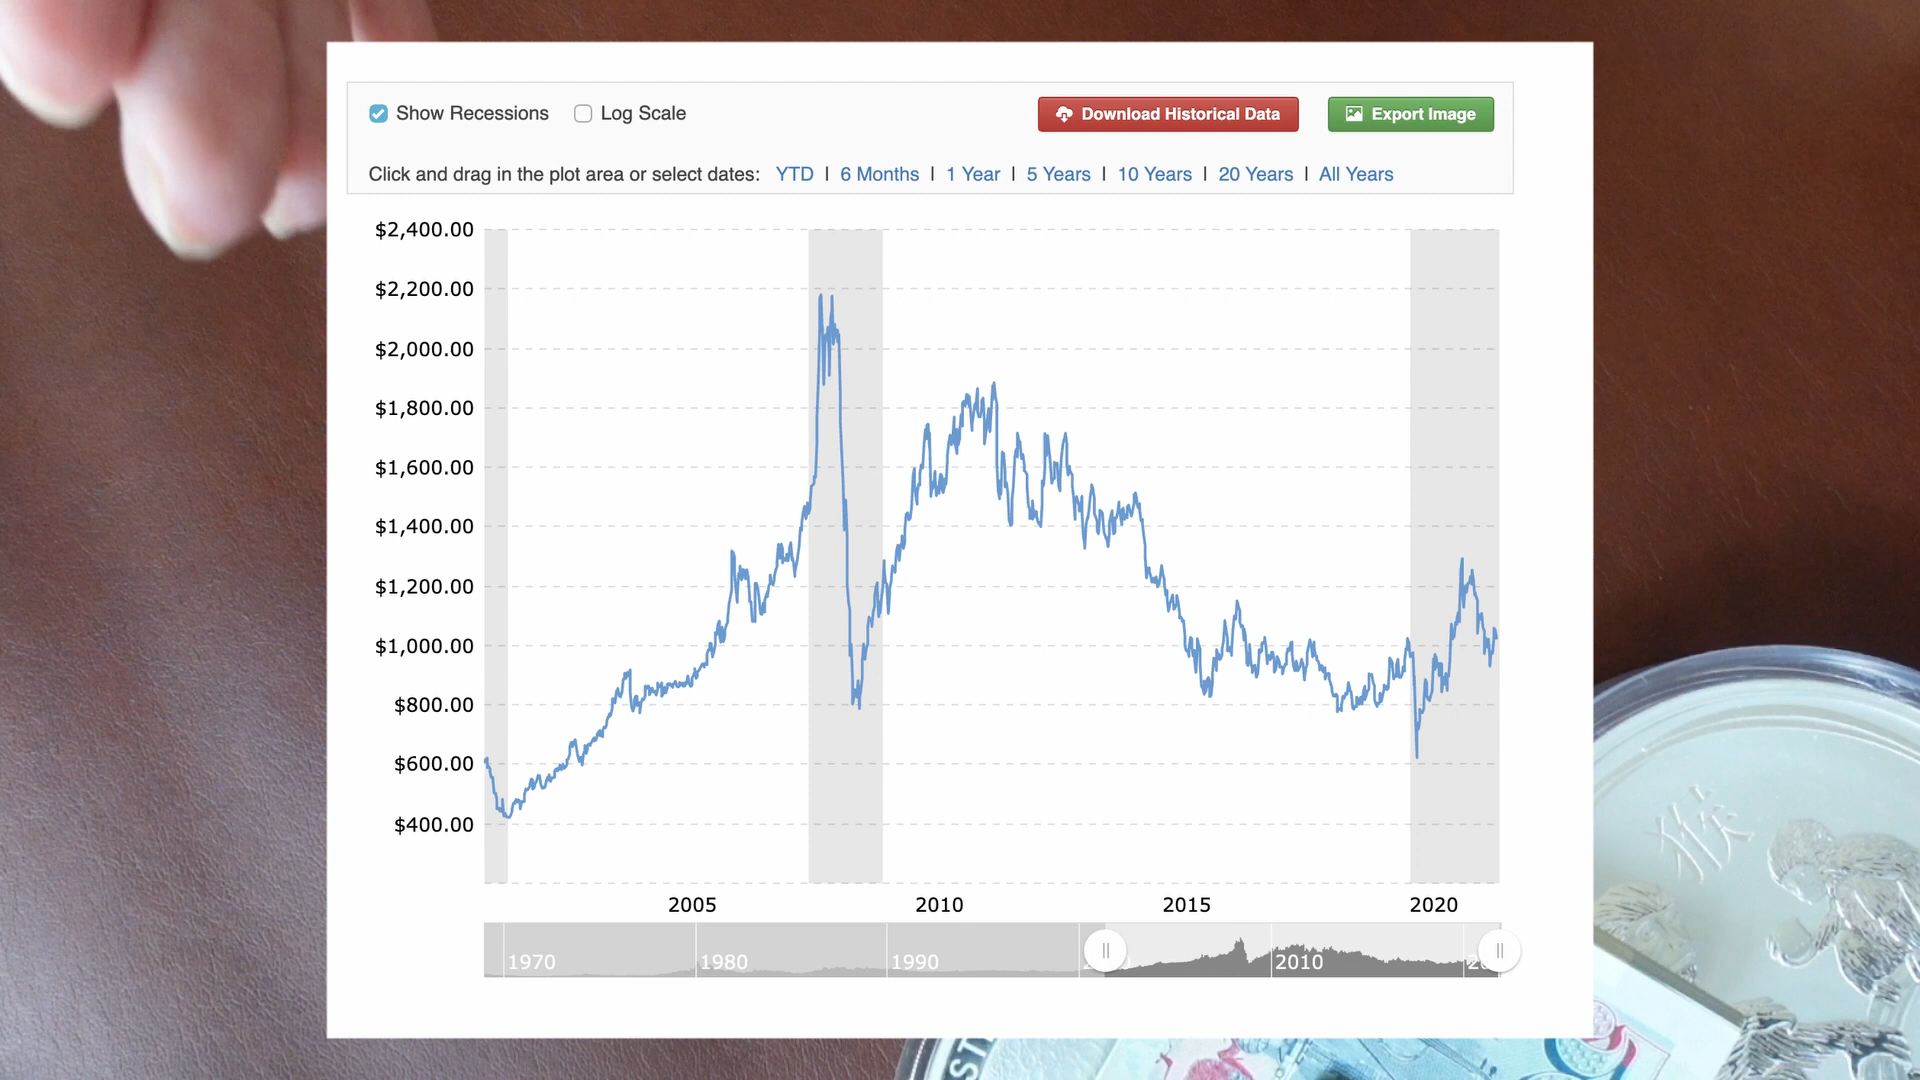 Show Recessions Log Scale Download Historical Data Export Image
Click and drag in the plot area or select dates: YTD | 6 Months | 1 Year | 5 Years | 10 Years | 20 Years | All Years
$2,400.00
$2,200.00
$2,000.00
$1,800.00
$1,600.00
$1,400.00
$1,200.00
$1,000.00
$800.00
$600.00
$400.00
2005 2010 2015 2020
1970 1980 1990 2010
猴